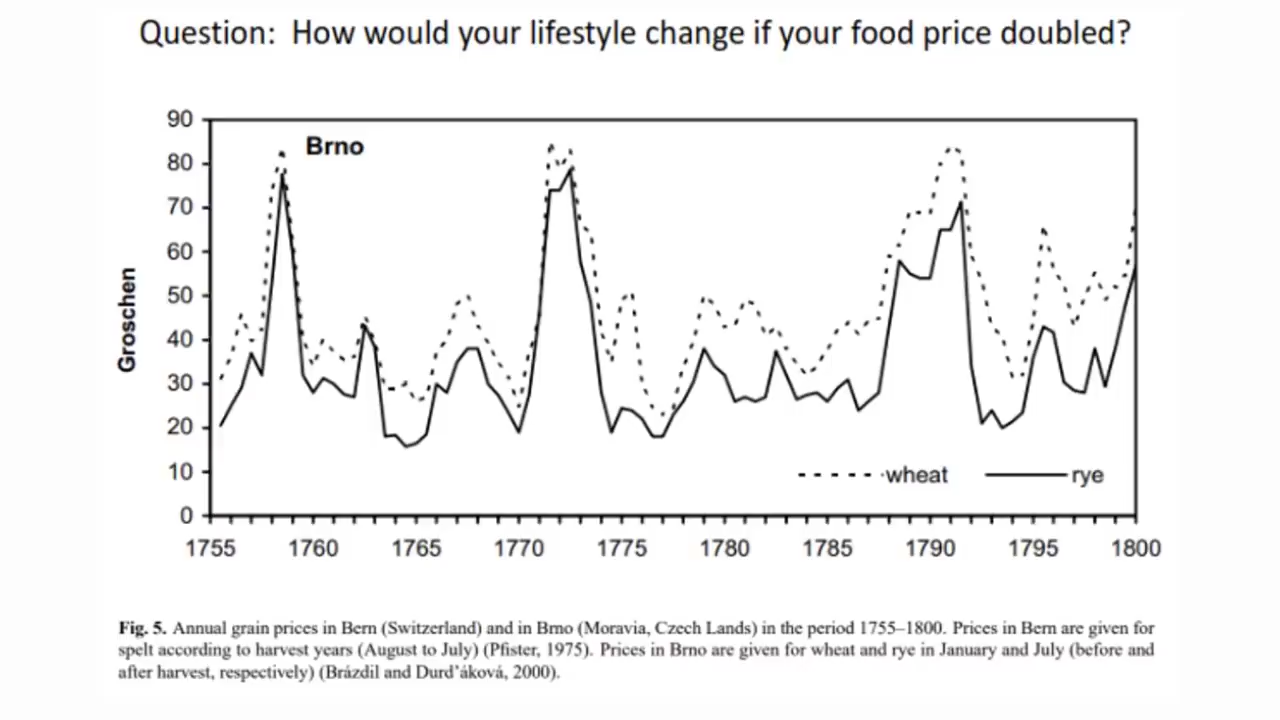 Question: How would your lifestyle change if your food price doubled?
90
Brno
80
70
60
50
40
30
20
10
0
Groschen
wheat
rye
1755 1760 1765 1770 1775 1780 1785 1790 1795 1800
Fig. 5. Annual grain prices in Bern (Switzerland) and in Brno (Moravia, Czech Lands) in the period 1755–1800. Prices in Bern are given for
spelt according to harvest years (August to July) (Pfister, 1975). Prices in Brno are given for wheat and rye in January and July (before and
after harvest, respectively) (Brázdil and Durd’áková, 2000).